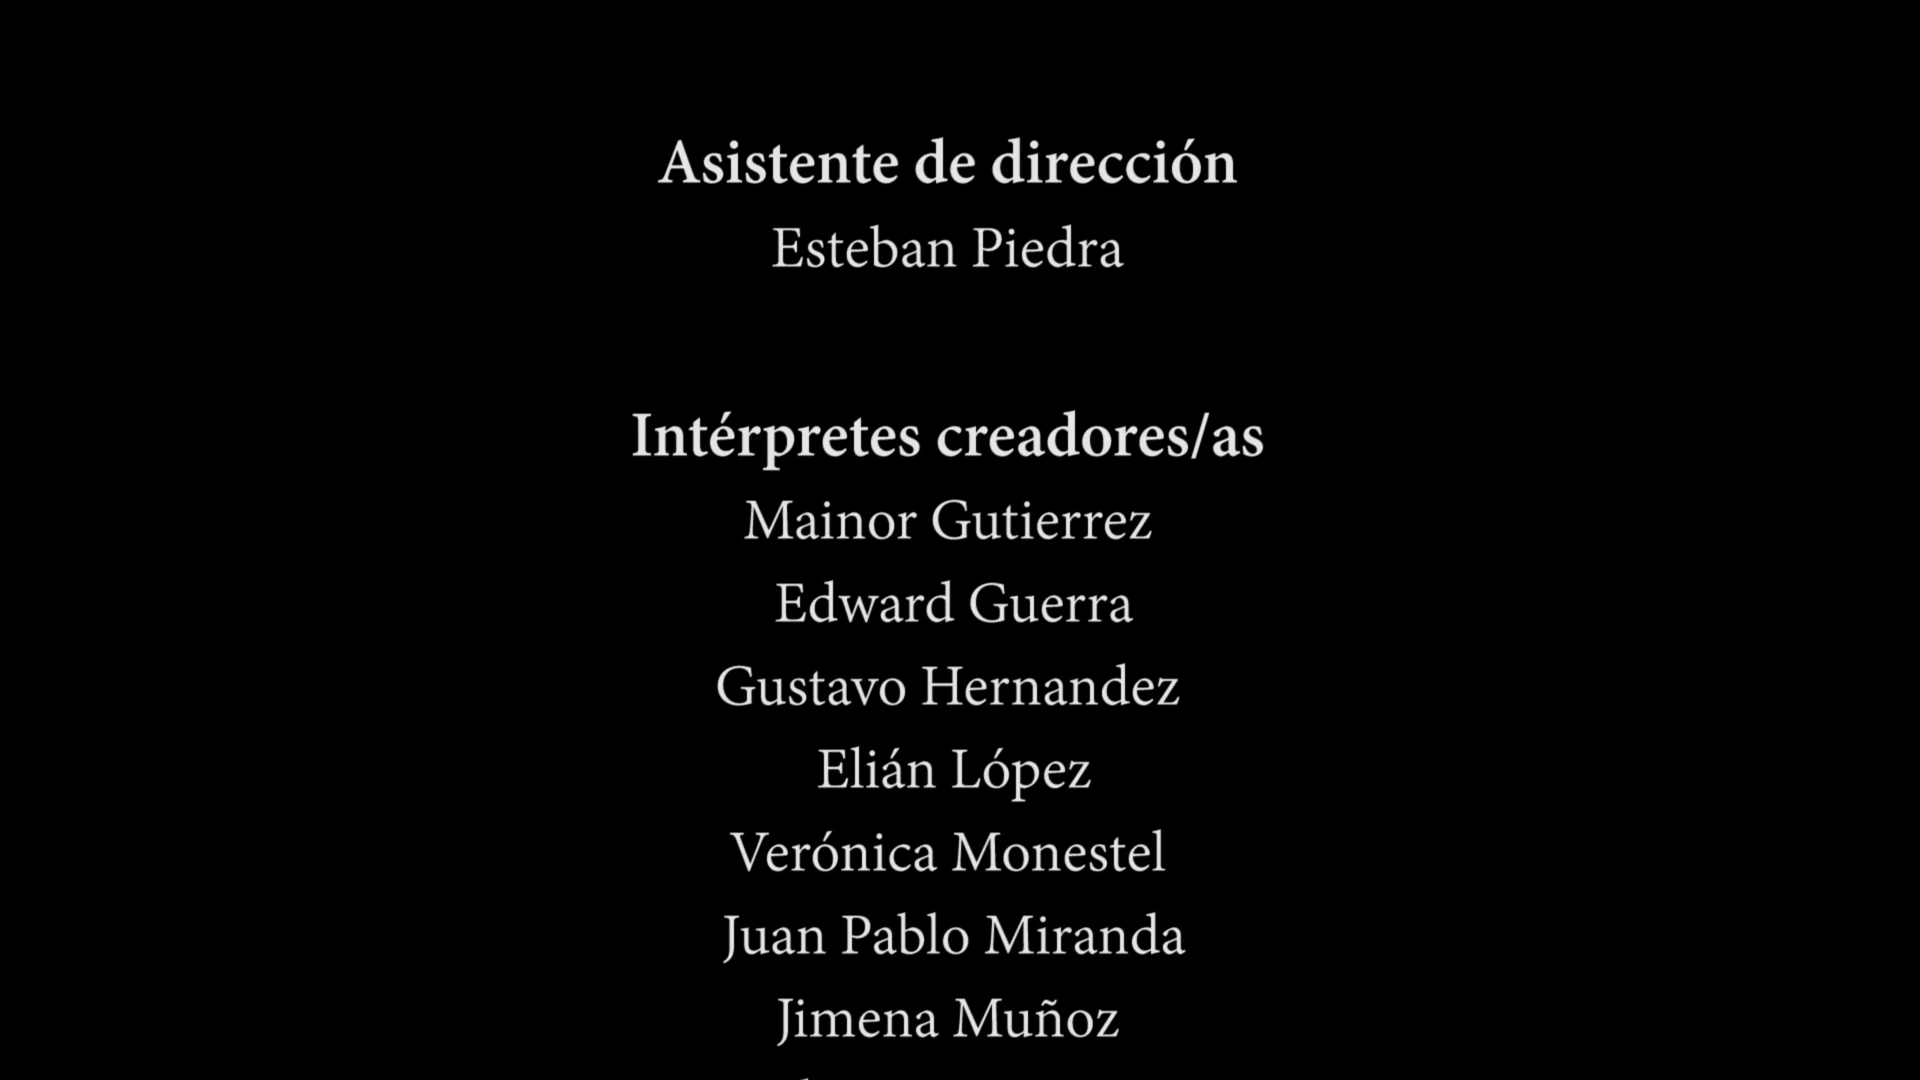 Asistente de dirección
Esteban Piedra
Intérpretes creadores/as
Mainor Gutierrez
Edward Guerra
Gustavo Hernandez
Elián López
Verónica Monestel
Juan Pablo Miranda
Jimena Muñoz